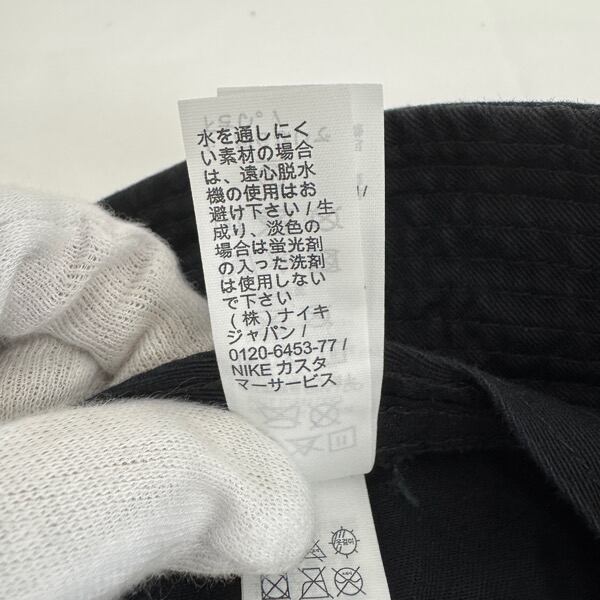 水を通しにく
い素材の場合
は、遠心脱水
機の使用はお
避け下さい / 生
成り、淡色の
場合は蛍光剤
の入った洗剤
は使用しない
で下さい
(株) ナイキ
ジャパン /
0120-6453-77 /
NIKE カスタ
マーサービス
옷걸이